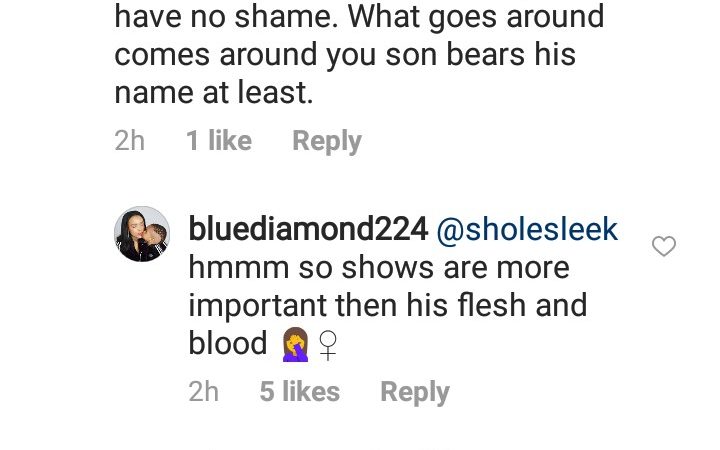 have no shame. What goes around
comes around you son bears his
name at least.
2h 1 like Reply
bluediamond224 @sholesleek
hmmm so shows are more
important then his flesh and
blood 🤦🏽♀
2h 5 likes Reply